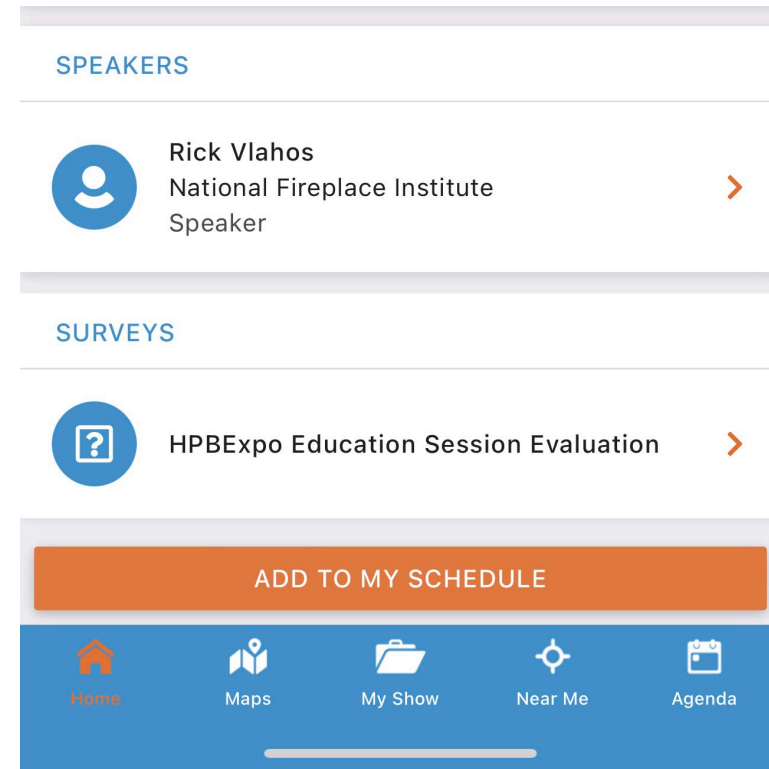 SPEAKERS
Rick Vlahos
National Fireplace Institute
Speaker
SURVEYS
HPBExpo Education Session Evaluation
ADD TO MY SCHEDULE
Home Maps My Show Near Me Agenda